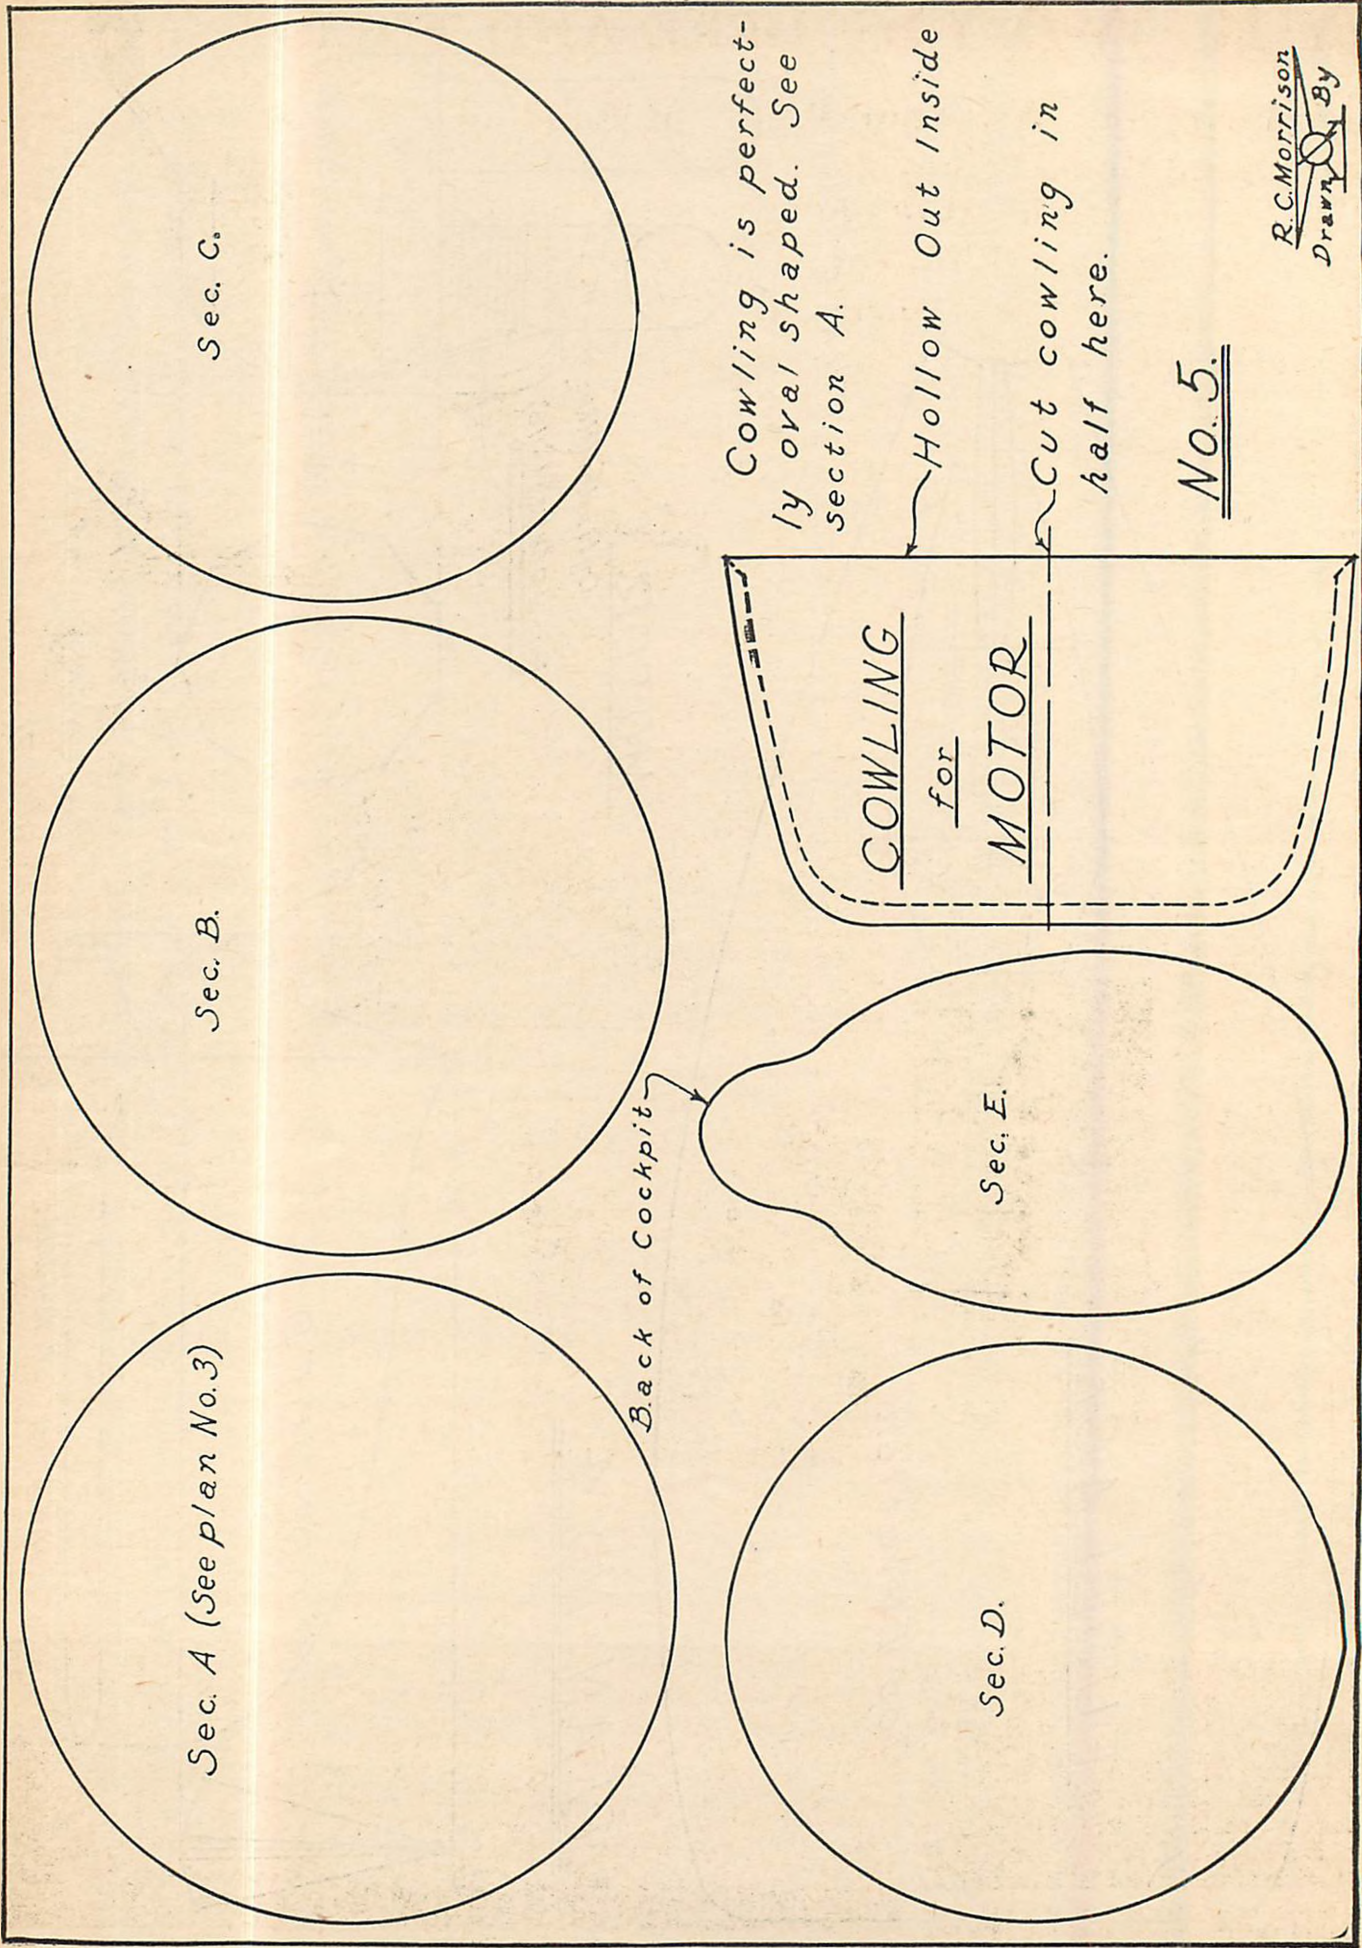 Sec. A (See plan No.3)
Sec. B.
Sec. C.
Back of Cockpit
Sec. D.
Sec. E.
COWLING
for
MOTOR
Cowling is perfect-
ly oval shaped. See
section A.
Hollow Out Inside
Cut cowling in
half here.
No. 5.
R.C. Morrison
Drawn By